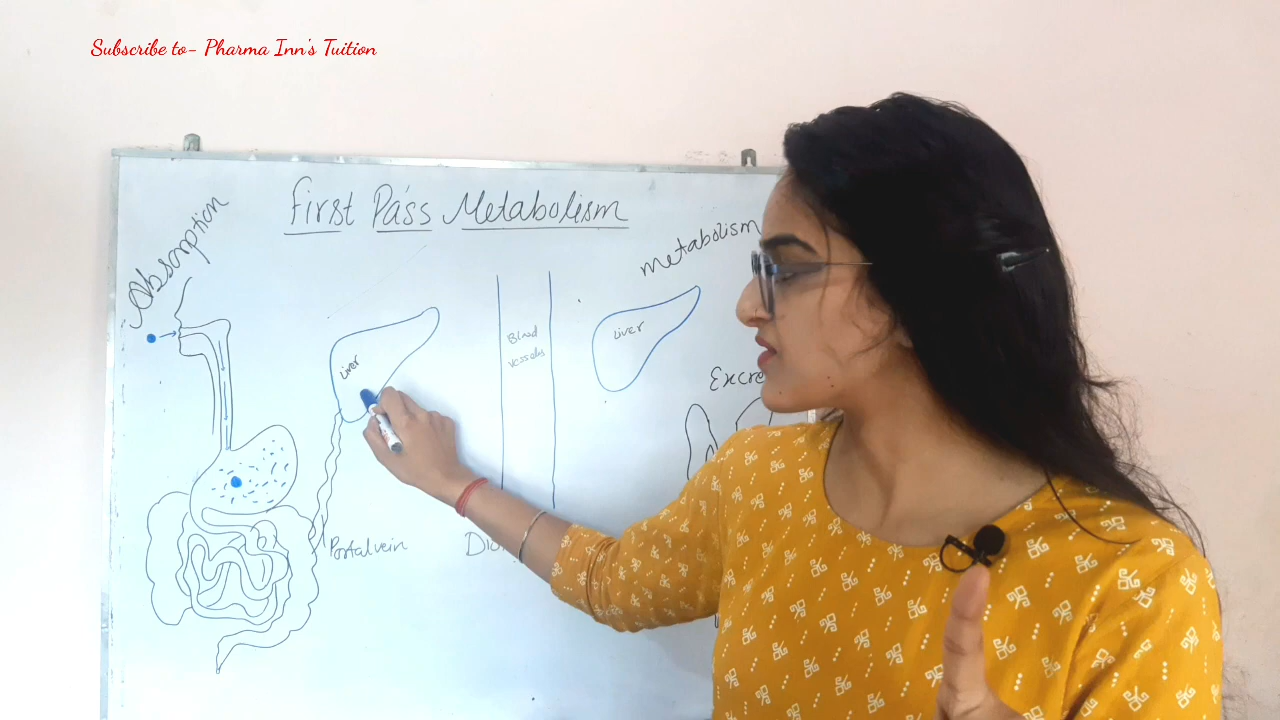 Subscribe to- Pharma Inn's Tuition
First Pass Metabolism
Absorption
metabolism
Liver
Blood
vessels
Liver
Portal vein